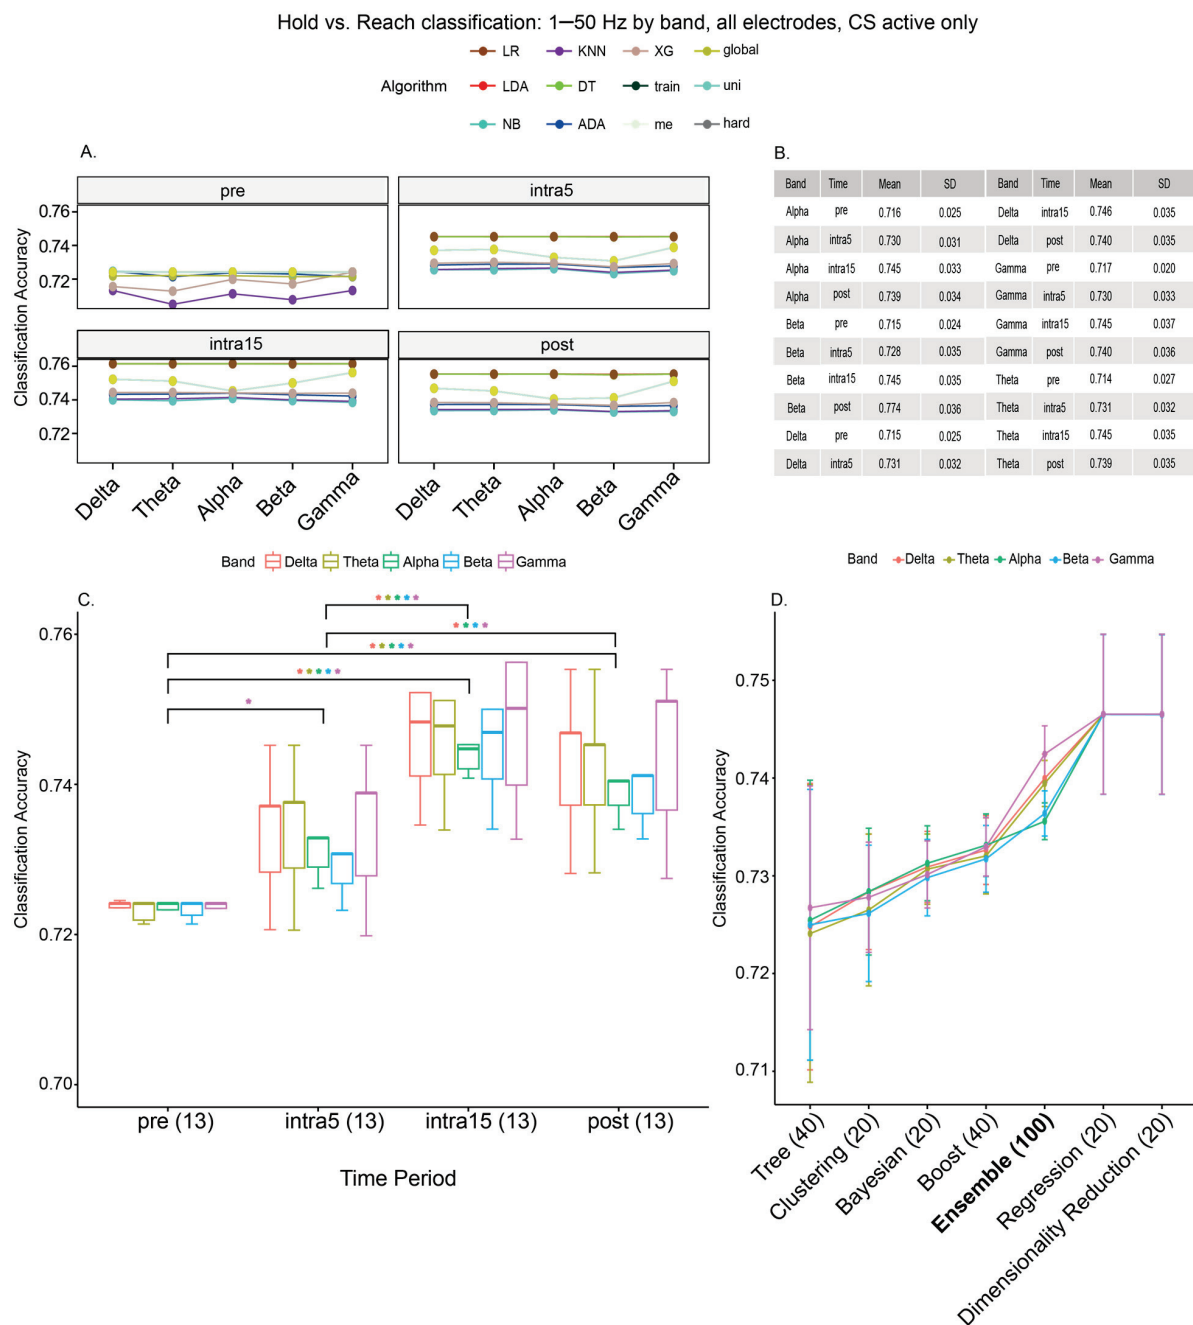 Hold vs. Reach classification: 1–50 Hz by band, all electrodes, CS active only
LR KNN XG global
Algorithm LDA DT train uni
NB ADA me hard
A.
pre intra5
0.76
0.74
0.72
intra15 post
0.76
0.74
0.72
Classification Accuracy
Delta Theta Alpha Beta Gamma Delta Theta Alpha Beta Gamma
B.
Band Time Mean SD Band Time Mean SD
Alpha pre 0.716 0.025 Delta intra15 0.746 0.035
Alpha intra5 0.730 0.031 Delta post 0.740 0.035
Alpha intra15 0.745 0.033 Gamma pre 0.717 0.020
Alpha post 0.739 0.034 Gamma intra5 0.730 0.033
Beta pre 0.715 0.024 Gamma intra15 0.745 0.037
Beta intra5 0.728 0.035 Gamma post 0.740 0.036
Beta intra15 0.745 0.035 Theta pre 0.714 0.027
Beta post 0.774 0.036 Theta intra5 0.731 0.032
Delta pre 0.715 0.025 Theta intra15 0.745 0.035
Delta intra5 0.731 0.032 Theta post 0.739 0.035
Band Delta Theta Alpha Beta Gamma
C.
* * * * *
* * * *
* * * * *
* * * * *
*
0.76
0.74
0.72
0.70
Classification Accuracy
pre (13) intra5 (13) intra15 (13) post (13)
Time Period
Band Delta Theta Alpha Beta Gamma
D.
0.75
0.74
0.73
0.72
0.71
Classification Accuracy
Tree (40)
Clustering (20)
Bayesian (20)
Boost (40)
Ensemble (100)
Regression (20)
Dimensionality Reduction (20)